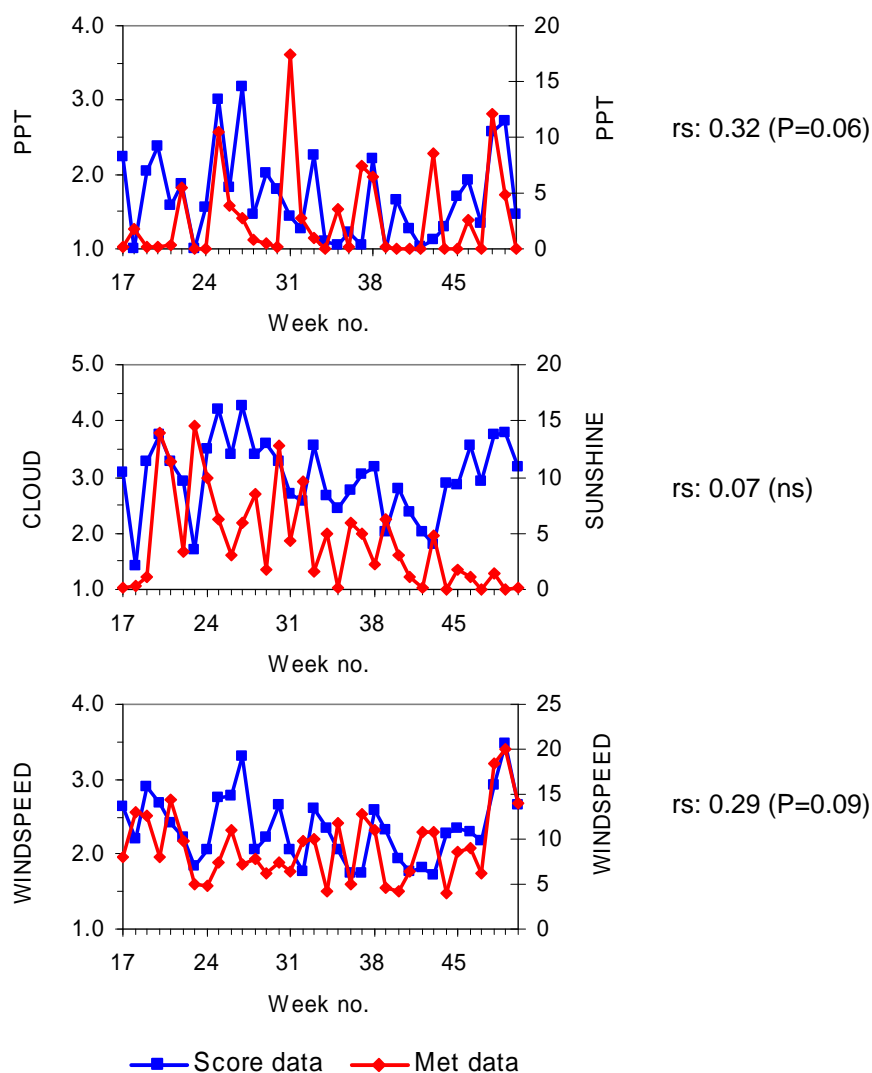 4.0
3.0
2.0
1.0
PPT
20
15
10
5
0
PPT
17 24 31 38 45
Week no.
rs: 0.32 (P=0.06)
5.0
4.0
3.0
2.0
1.0
CLOUD
20
15
10
5
0
SUNSHINE
17 24 31 38 45
Week no.
rs: 0.07 (ns)
4.0
3.0
2.0
1.0
WINDSPEED
25
20
15
10
5
0
WINDSPEED
17 24 31 38 45
Week no.
rs: 0.29 (P=0.09)
Score data Met data